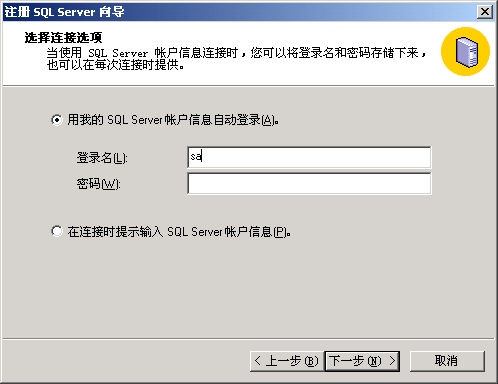 注册 SQL Server 向导
选择连接选项
当使用 SQL Server 帐户信息连接时，您可以将登录名和密码存储下来，
也可以在每次连接时提供。
用我的 SQL Server 帐户信息自动登录(A)。
登录名(L):
sa
密码(W):
在连接时提示输入 SQL Server 帐户信息(P)。
< 上一步(B) 下一步(N) > 取消